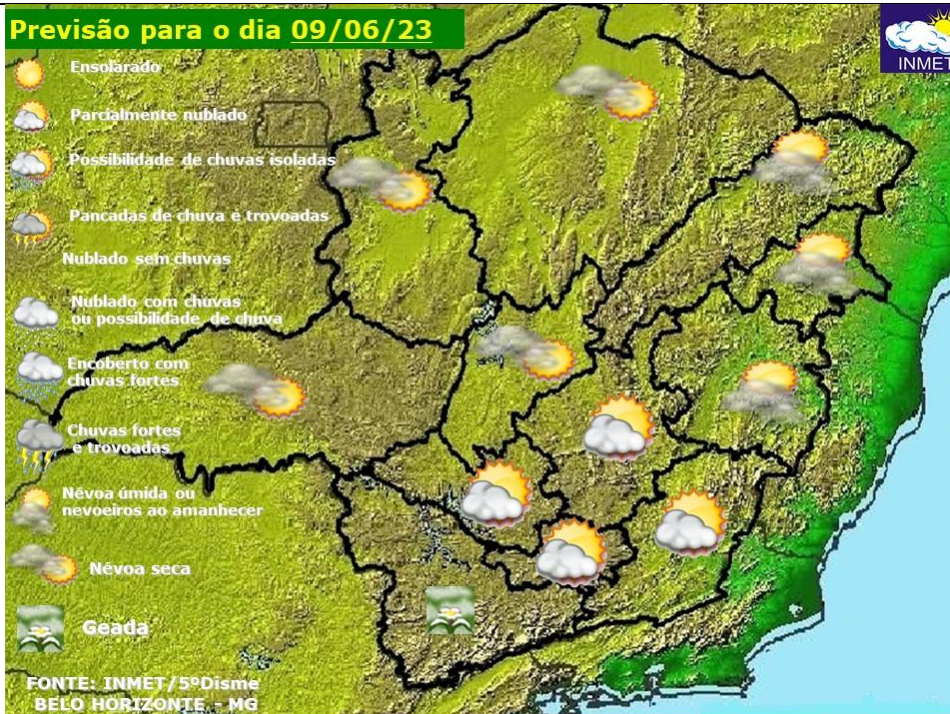 Previsão para o dia 09/06/23
INMET
Ensolarado
Parcialmente nublado
Possibilidade de chuvas isoladas
Pancadas de chuva e trovoadas
Nublado sem chuvas
Nublado com chuvas
ou possibilidade de chuva
Encoberto com
chuvas fortes
Chuvas fortes
e trovoadas
Névoa úmida ou
nevoeiros ao amanhecer
Névoa seca
Geada
FONTE: INMET/5ºDisme
BELO HORIZONTE - MG